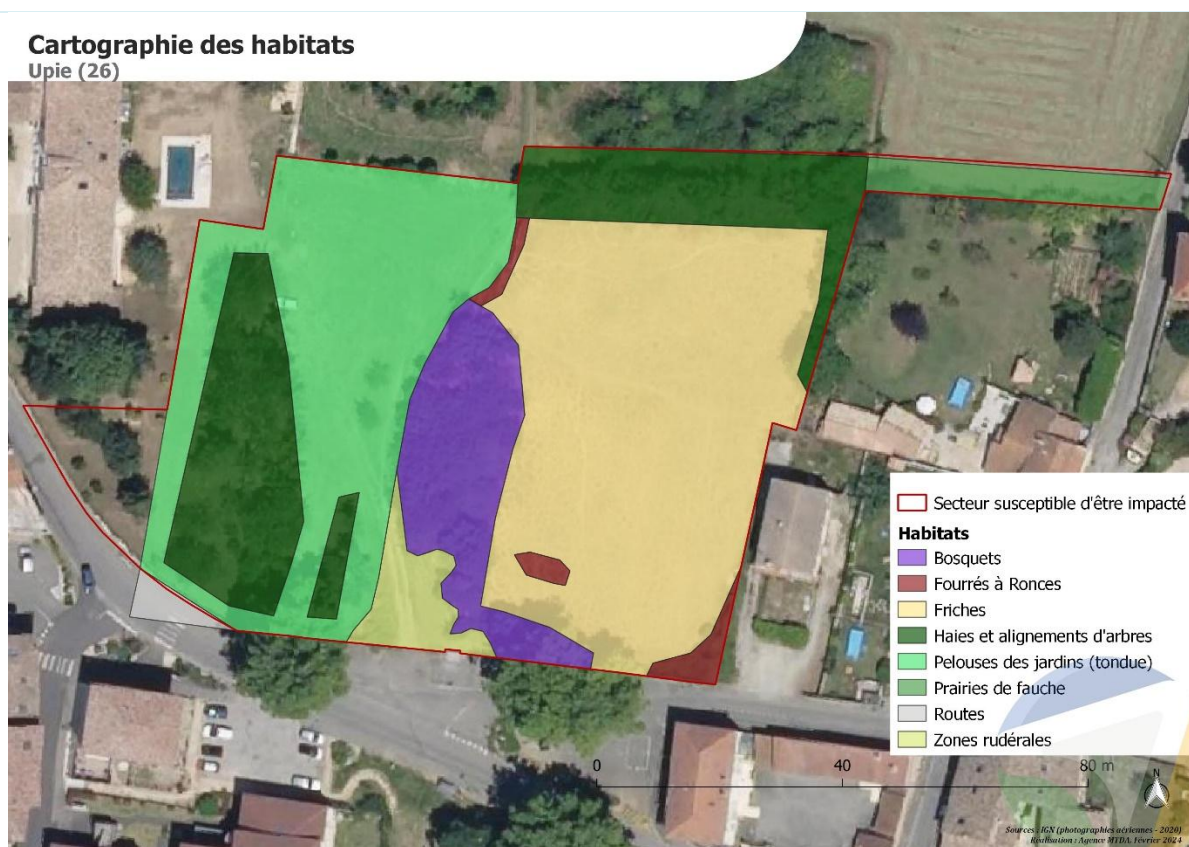 Cartographie des habitats
Upie (26)
Secteur susceptible d'être impacté
Habitats
Bosquets
Fourrés à Ronces
Friches
Haies et alignements d'arbres
Pelouses des jardins (tondue)
Prairies de fauche
Routes
Zones rudérales
0 40 80 m
N
Sources : IGN (photographies aériennes - 2020)
Réalisation : Agence MTDA, Février 2024